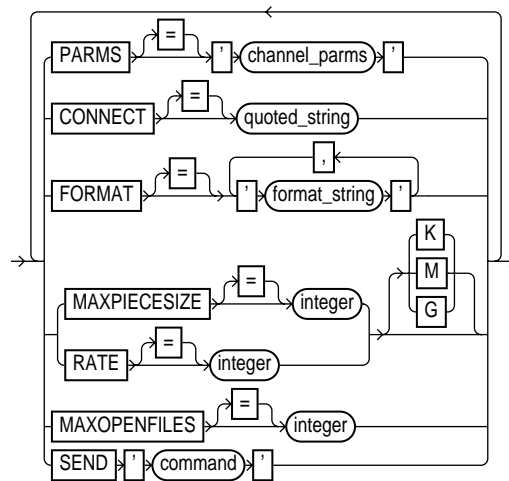 =
PARMS ' channel_parms '
=
CONNECT quoted_string
= ,
FORMAT ' format_string '
K
= M
MAXPIECESIZE integer
G
=
RATE integer
=
MAXOPENFILES integer
SEND ' command '